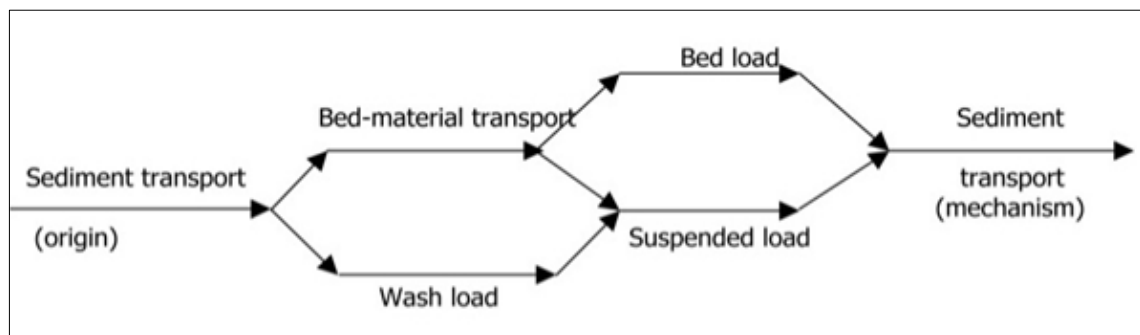 Bed load
Bed-material transport
Sediment
Sediment transport
transport
(mechanism)
(origin)
Suspended load
Wash load